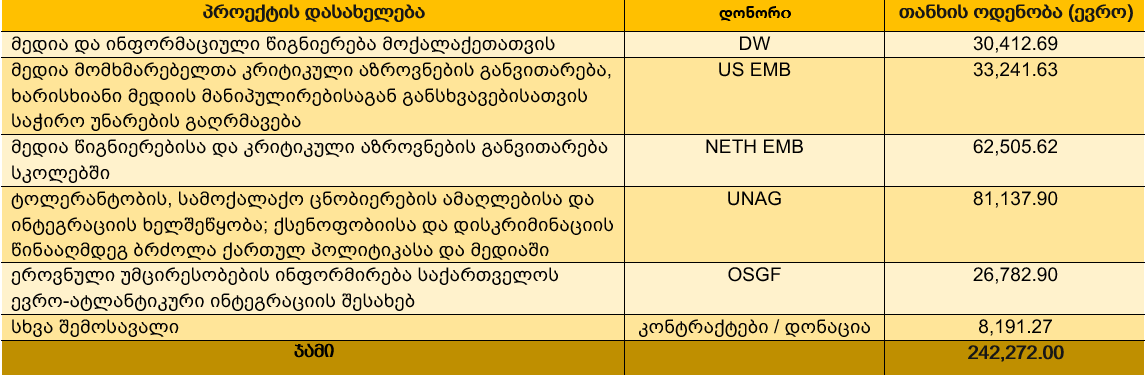 პროექტის დასახელება დონორი თანხის ოდენობა (ევრო)
მედია და ინფორმაციული წიგნიერება მოქალაქეთათვის DW 30,412.69
მედია მომხმარებელთა კრიტიკული აზროვნების განვითარება, US EMB 33,241.63
ხარისხიანი მედიის მანიპულირებისაგან განსხვავებისათვის
საჭირო უნარების გაღრმავება
მედია წიგნიერებისა და კრიტიკული აზროვნების განვითარება NETH EMB 62,505.62
სკოლებში
ტოლერანტობის, სამოქალაქო ცნობიერების ამაღლებისა და UNAG 81,137.90
ინტეგრაციის ხელშეწყობა; ქსენოფობიისა და დისკრიმინაციის
წინააღმდეგ ბრძოლა ქართულ პოლიტიკასა და მედიაში
ეროვნული უმცირესობების ინფორმირება საქართველოს OSGF 26,782.90
ევრო-ატლანტიკური ინტეგრაციის შესახებ
სხვა შემოსავალი კონტრაქტები / დონაცია 8,191.27
ჯამი 242,272.00